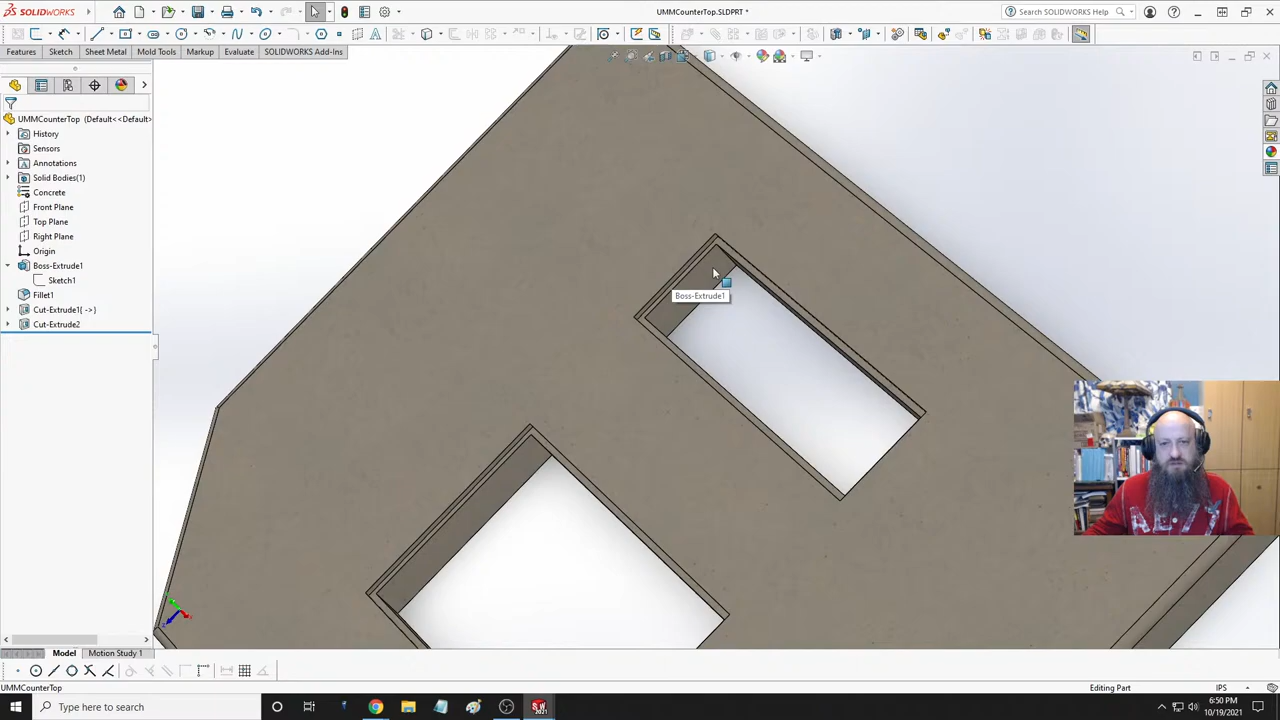 SOLIDWORKS
UMMCounterTop.SLDPRT *
Search SOLIDWORKS
Features
Sketch
Sheet Metal
Mold Tools
Markup
Evaluate
SOLIDWORKS Add-Ins
UMMCounterTop (Default<<Default>
History
Sensors
Annotations
Solid Bodies(1)
Concrete
Front Plane
Top Plane
Right Plane
Origin
Boss-Extrude1
Sketch1
Fillet1
Cut-Extrude1{ ->}
Cut-Extrude2
Boss-Extrude1
Model
Motion Study 1
UMMCounterTop
Editing Part
IPS
Type here to search
6:50 PM
10/19/2021